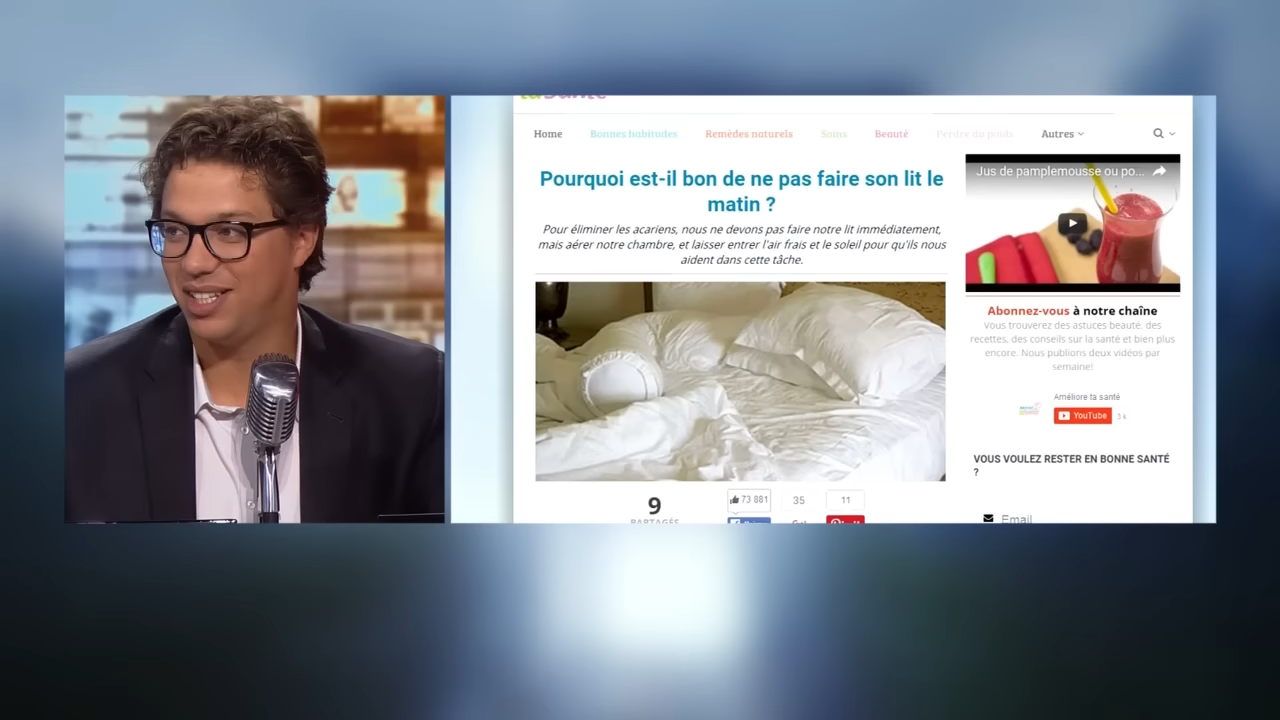 Home Bonnes habitudes Remèdes naturels Soins Beauté Perdre du poids Autres
Pourquoi est-il bon de ne pas faire son lit le
matin ?
Pour éliminer les acariens, nous ne devons pas faire notre lit immédiatement,
mais aérer notre chambre, et laisser entrer l'air frais et le soleil pour qu'ils nous
aident dans cette tâche.
9
PARTAGÉS
73 881
35
11
Jus de pamplemousse ou po...
Abonnez-vous à notre chaîne
Vous trouverez des astuces beauté, des
recettes, des conseils sur la santé et bien plus
encore. Nous publions deux vidéos par
semaine!
Améliore ta santé
YouTube 3 k
VOUS VOULEZ RESTER EN BONNE SANTÉ
?
Email